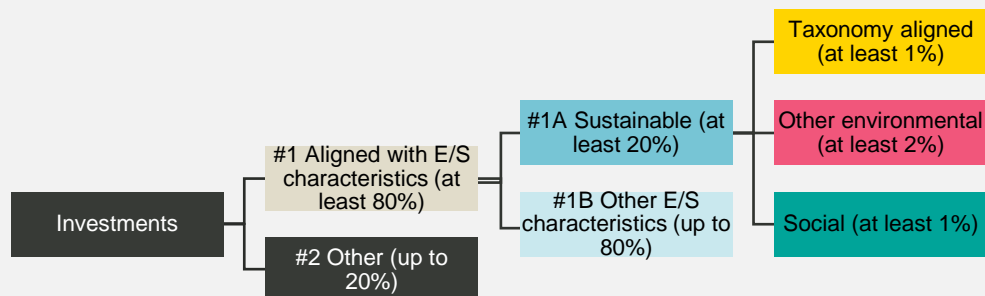 Taxonomy aligned
(at least 1%)
#1A Sustainable (at
least 20%)
Other environmental
(at least 2%)
#1 Aligned with E/S
characteristics (at
least 80%)
Investments
#1B Other E/S
characteristics (up to
80%)
Social (at least 1%)
#2 Other (up to
20%)